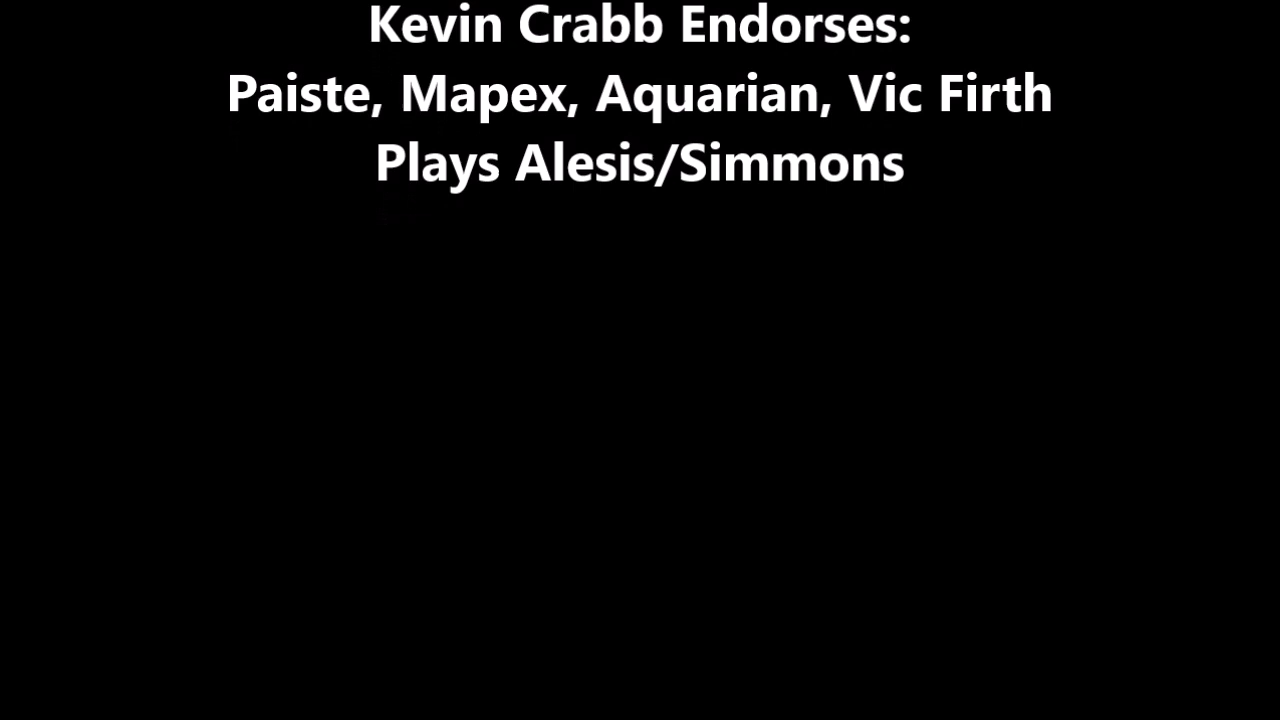 Kevin Crabb Endorses:
Paiste, Mapex, Aquarian, Vic Firth
Plays Alesis/Simmons